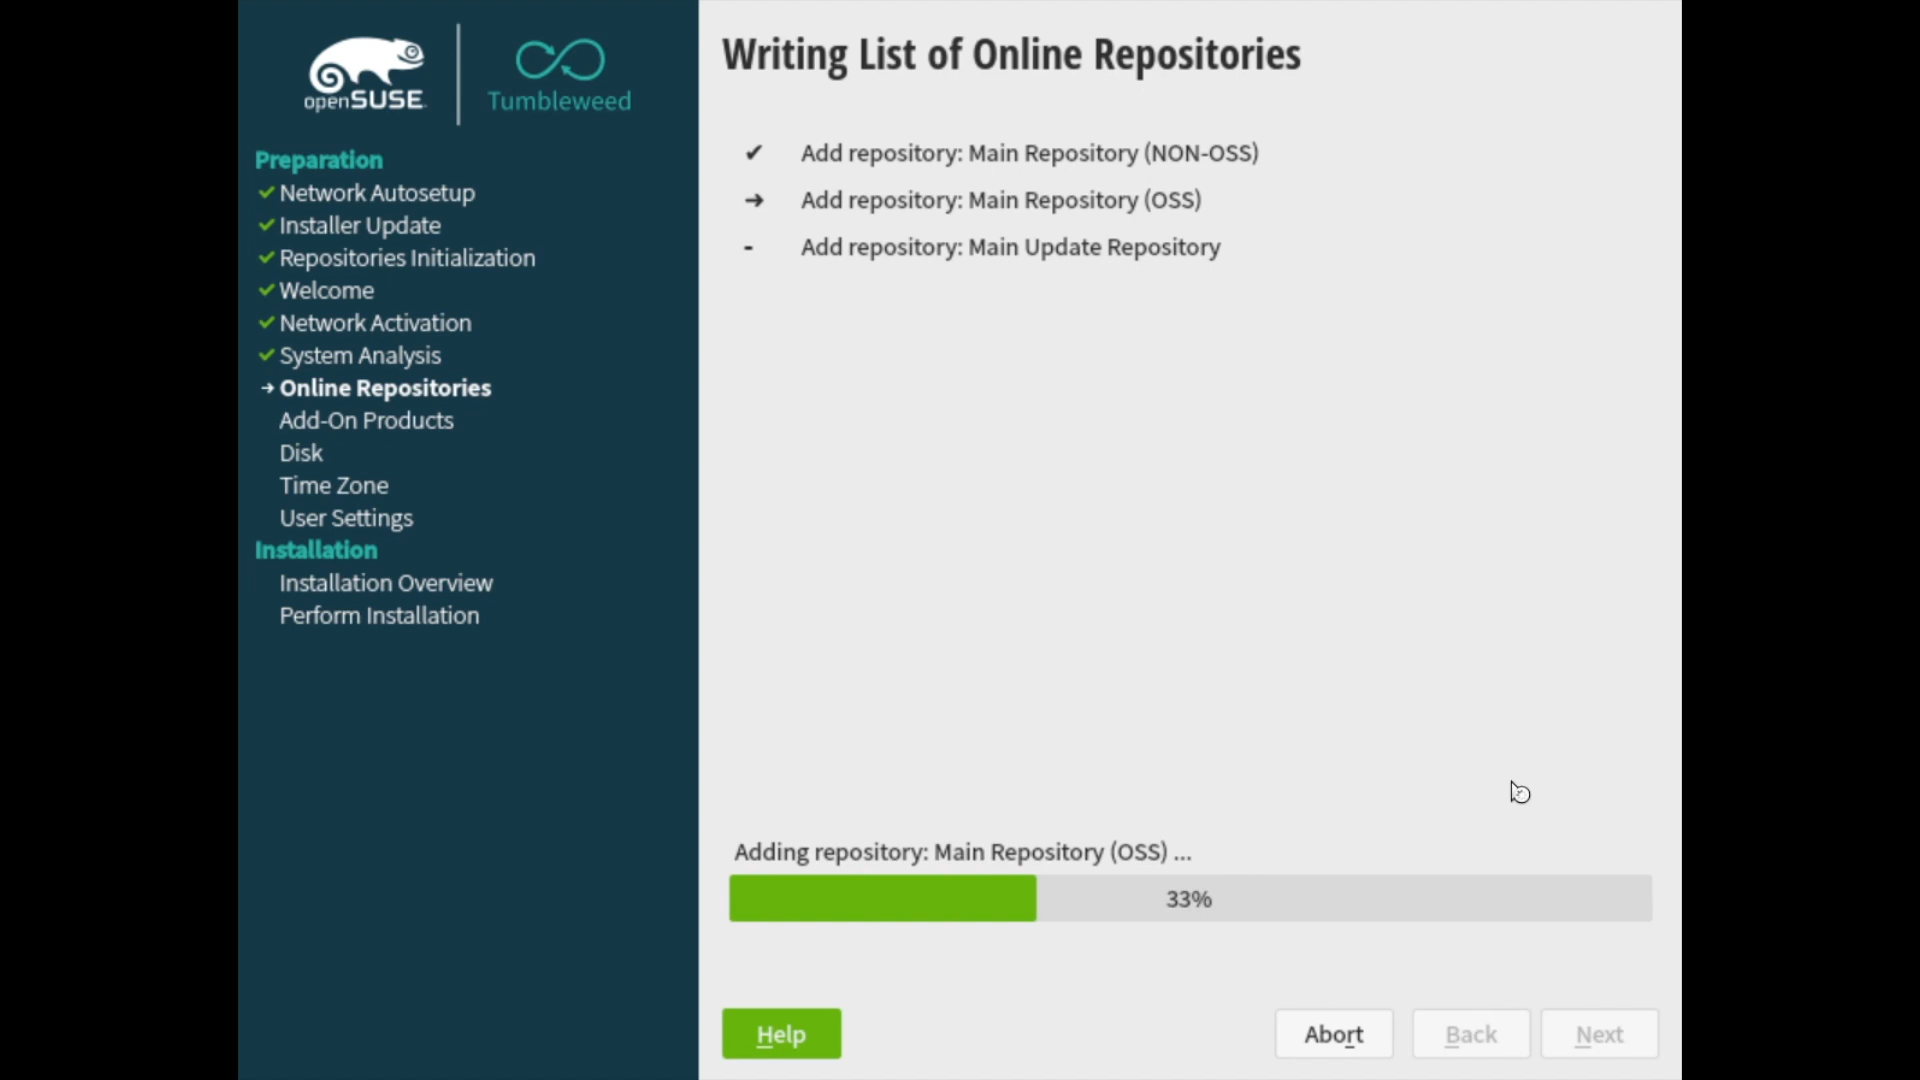 openSUSE.
Tumbleweed
Preparation
Network Autosetup
Installer Update
Repositories Initialization
Welcome
Network Activation
System Analysis
Online Repositories
Add-On Products
Disk
Time Zone
User Settings
Installation
Installation Overview
Perform Installation
Writing List of Online Repositories
✔ Add repository: Main Repository (NON-OSS)
➔ Add repository: Main Repository (OSS)
- Add repository: Main Update Repository
Adding repository: Main Repository (OSS) ...
33%
Help
Abort
Back
Next